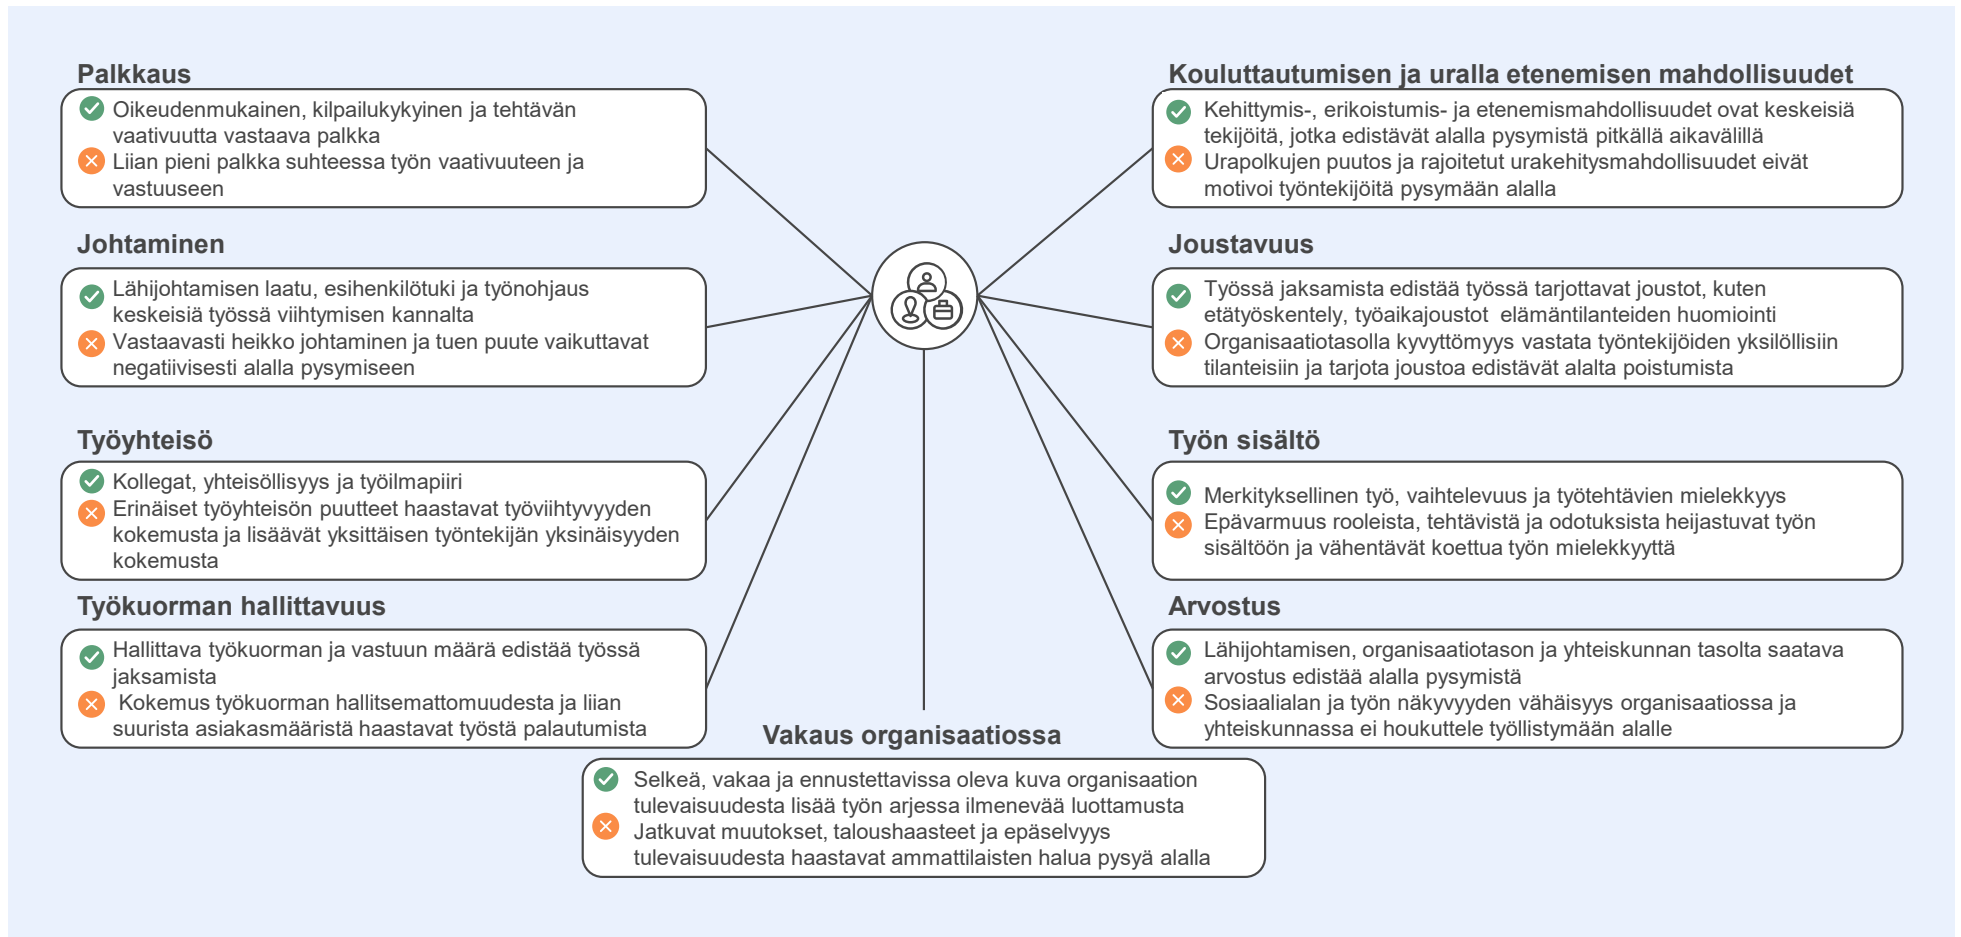 Palkkaus
Oikeudenmukainen, kilpailukykyinen ja tehtävän
vaativuutta vastaava palkka
Liian pieni palkka suhteessa työn vaativuuteen ja
vastuuseen
Johtaminen
Lähijohtamisen laatu, esihenkilötuki ja työnohjaus
keskeisiä työssä viihtymisen kannalta
Vastaavasti heikko johtaminen ja tuen puute vaikuttavat
negatiivisesti alalla pysymiseen
Työyhteisö
Kollegat, yhteisöllisyys ja työilmapiiri
Erinäiset työyhteisön puutteet haastavat työviihtyvyyden
kokemusta ja lisäävät yksittäisen työntekijän yksinäisyyden
kokemusta
Työkuorman hallittavuus
Hallittava työkuorman ja vastuun määrä edistää työssä
jaksamista
Kokemus työkuorman hallitsemattomuudesta ja liian
suurista asiakasmääristä haastavat työstä palautumista
Vakaus organisaatiossa
Selkeä, vakaa ja ennustettavissa oleva kuva organisaation
tulevaisuudesta lisää työn arjessa ilmenevää luottamusta
Jatkuvat muutokset, taloushaasteet ja epäselvyys
tulevaisuudesta haastavat ammattilaisten halua pysyä alalla
Kouluttautumisen ja uralla etenemisen mahdollisuudet
Kehittymis-, erikoistumis- ja etenemismahdollisuudet ovat keskeisiä
tekijöitä, jotka edistävät alalla pysymistä pitkällä aikavälillä
Urapolkujen puutos ja rajoitetut urakehitysmahdollisuudet eivät
motivoi työntekijöitä pysymään alalla
Joustavuus
Työssä jaksamista edistää työssä tarjottavat joustot, kuten
etätyöskentely, työaikajoustot elämäntilanteiden huomiointi
Organisaatiotasolla kyvyttömyys vastata työntekijöiden yksilöllisiin
tilanteisiin ja tarjota joustoa edistävät alalta poistumista
Työn sisältö
Merkityksellinen työ, vaihtelevuus ja työtehtävien mielekkyys
Epävarmuus rooleista, tehtävistä ja odotuksista heijastuvat työn
sisältöön ja vähentävät koettua työn mielekkyyttä
Arvostus
Lähijohtamisen, organisaatiotason ja yhteiskunnan tasolta saatava
arvostus edistää alalla pysymistä
Sosiaalialan ja työn näkyvyyden vähäisyys organisaatiossa ja
yhteiskunnassa ei houkuttele työllistymään alalle